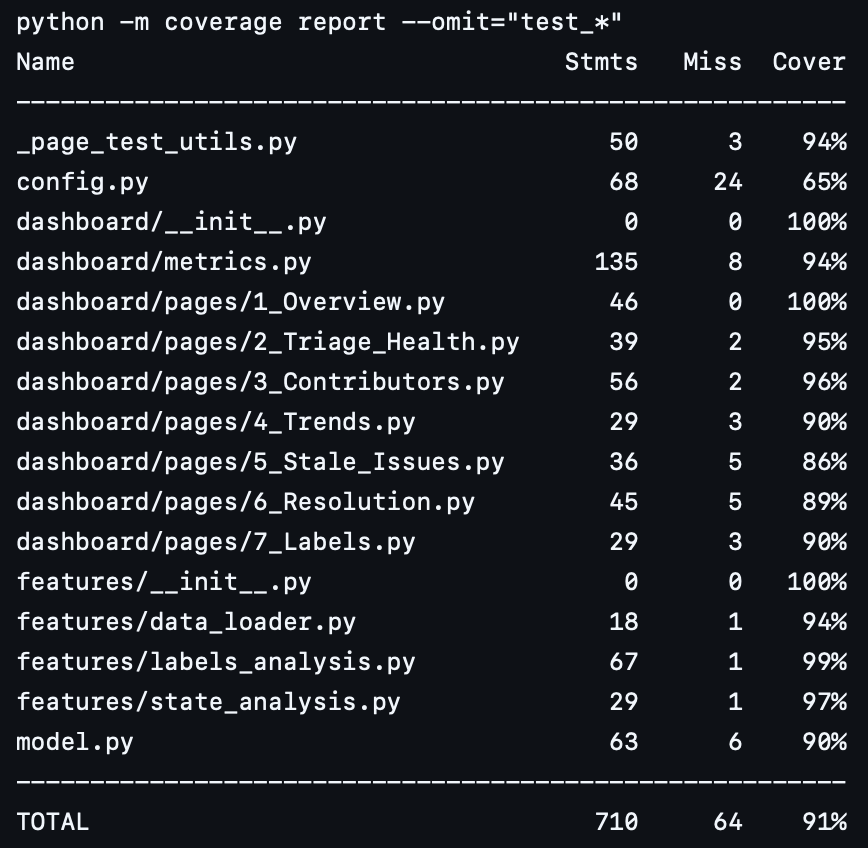 python -m coverage report --omit="test_*"
Name Stmts Miss Cover
---------------------------------------------------------
_page_test_utils.py 50 3 94%
config.py 68 24 65%
dashboard/__init__.py 0 0 100%
dashboard/metrics.py 135 8 94%
dashboard/pages/1_Overview.py 46 0 100%
dashboard/pages/2_Triage_Health.py 39 2 95%
dashboard/pages/3_Contributors.py 56 2 96%
dashboard/pages/4_Trends.py 29 3 90%
dashboard/pages/5_Stale_Issues.py 36 5 86%
dashboard/pages/6_Resolution.py 45 5 89%
dashboard/pages/7_Labels.py 29 3 90%
features/__init__.py 0 0 100%
features/data_loader.py 18 1 94%
features/labels_analysis.py 67 1 99%
features/state_analysis.py 29 1 97%
model.py 63 6 90%
---------------------------------------------------------
TOTAL 710 64 91%